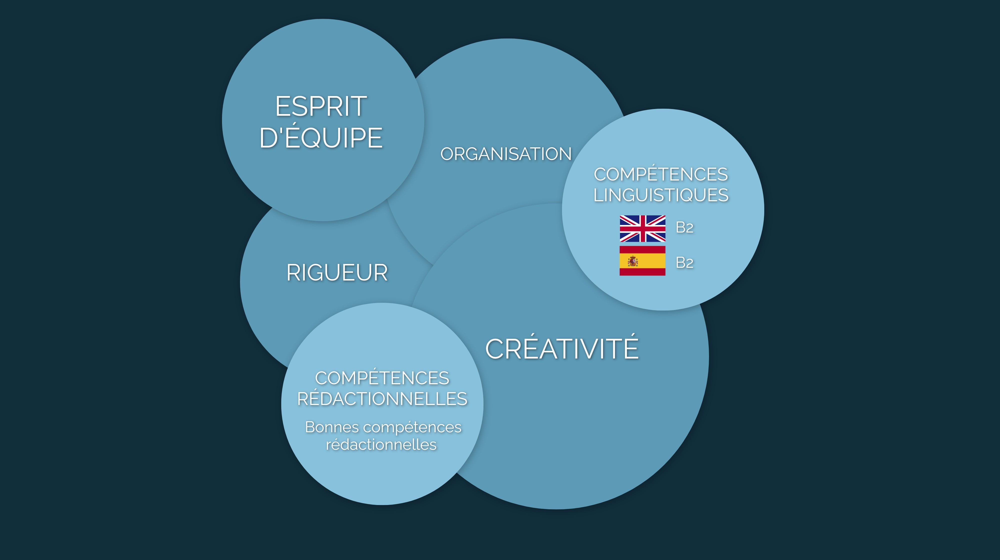 ESPRIT
D'ÉQUIPE
ORGANISATION
COMPÉTENCES
LINGUISTIQUES
B2
B2
RIGUEUR
CRÉATIVITÉ
COMPÉTENCES
RÉDACTIONNELLES
Bonnes compétences
rédactionnelles